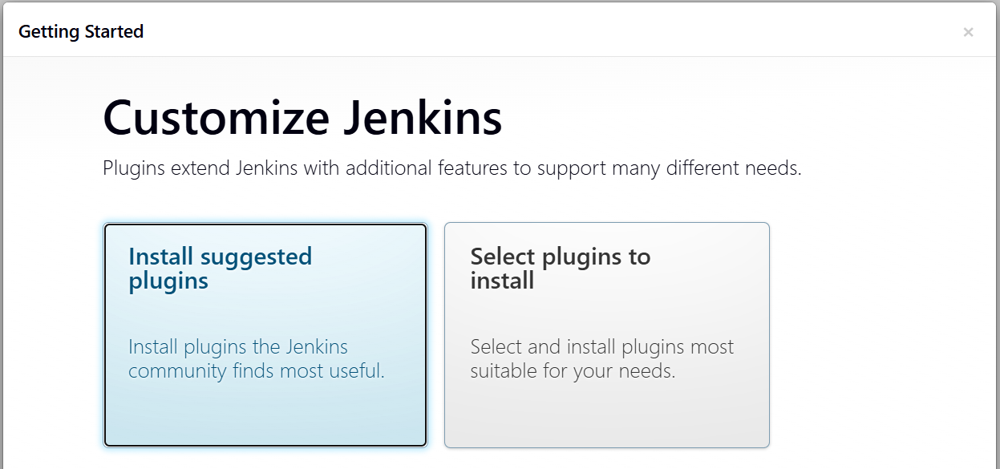 Getting Started
×
Customize Jenkins
Plugins extend Jenkins with additional features to support many different needs.
Install suggested
plugins
Install plugins the Jenkins
community finds most useful.
Select plugins to
install
Select and install plugins most
suitable for your needs.